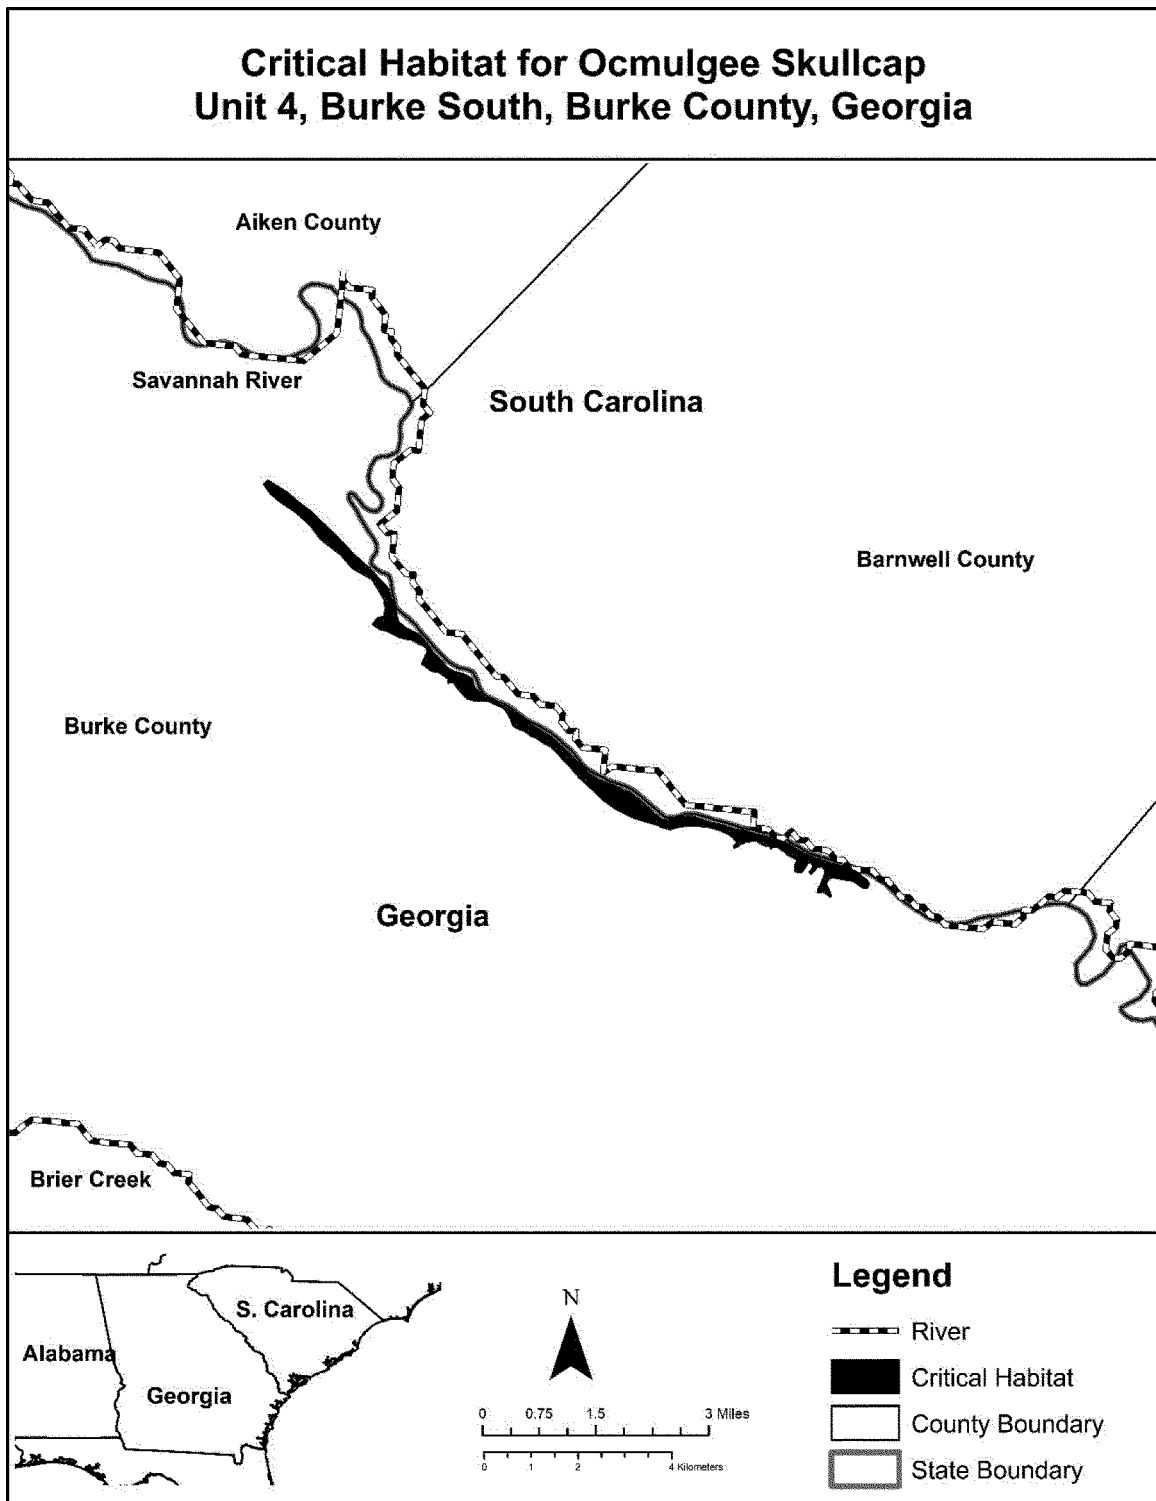 Critical Habitat for Ocmulgee Skullcap
Unit 4, Burke South, Burke County, Georgia
Aiken County
Savannah River
South Carolina
Barnwell County
Burke County
Georgia
Brier Creek
S. Carolina
Alabama
Georgia
N
0 0.75 1.5 3 Miles
0 1 2 4 Kilometers
Legend
River
Critical Habitat
County Boundary
State Boundary